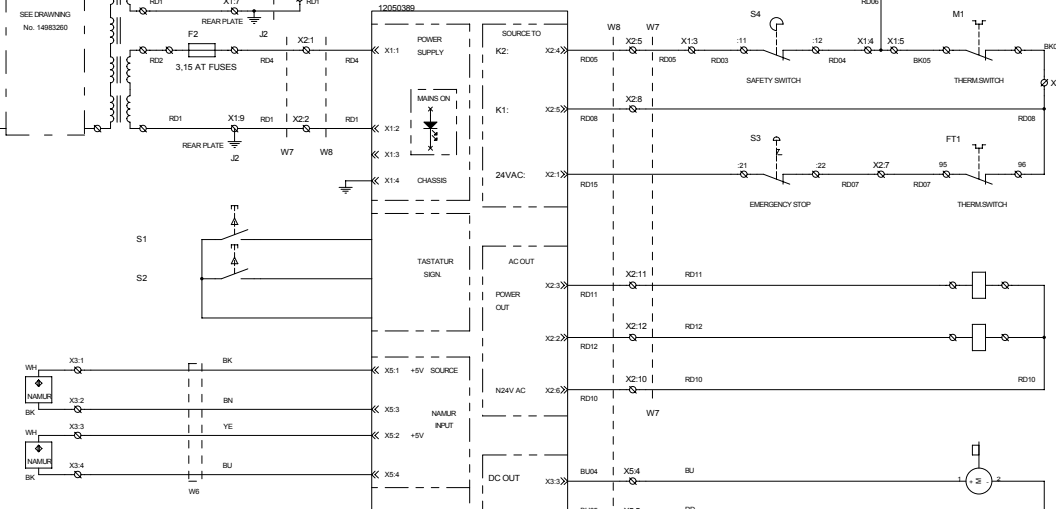 SEE DRAWNING
No. 14983260
RD1
X1:7
RD1
REAR PLATE
J2
F2
X2:1
RD2
RD4
RD4
3,15 AT FUSES
RD1
X1:9
RD1
X2:2
RD1
REAR PLATE
J2
W7
W8
12050389
X1:1
POWER
SUPPLY
MAINS ON
X1:2
X1:3
X1:4
CHASSIS
SOURCE TO
K2:
X2:4
K1:
X2:5
24VAC:
X2:1
W8
W7
X2:5
X1:3
:11
S4
:12
X1:4
X1:5
M1
RD06
RD05
RD05
RD03
RD04
BK05
SAFETY SWITCH
THERM.SWITCH
X2:8
RD08
RD08
S3
FT1
:21
:22
X2:7
95
96
RD15
RD07
RD07
EMERGENCY STOP
THERM.SWITCH
S1
S2
TASTATUR
SIGN.
AC OUT
POWER
OUT
X2:3
X2:11
RD11
RD11
X2:2
X2:12
RD12
RD12
N24V AC
X2:6
X2:10
RD10
RD10
RD10
W7
WH
X3:1
BK
NAMUR
BK
X3:2
BN
WH
X3:3
YE
NAMUR
BK
X3:4
BU
W6
X5:1
+5V SOURCE
X5:3
NAMUR
INPUT
X5:2
+5V
X5:4
DC OUT
X3:3
BU04
X5:4
BU
1
+ M -
2